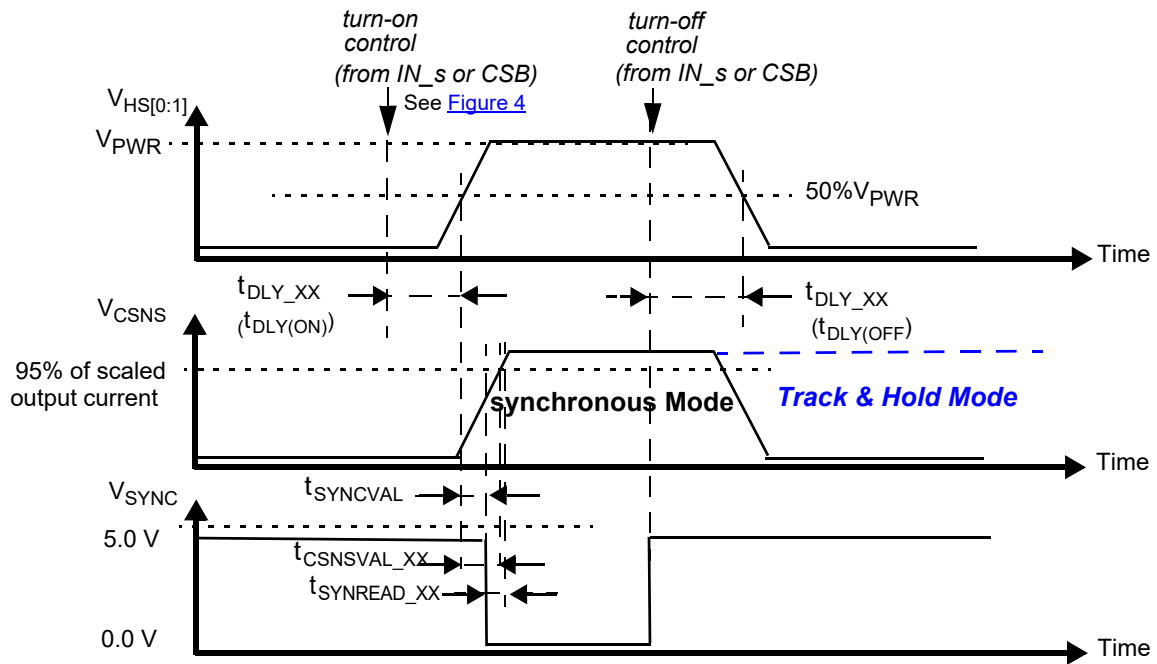 turn-on
control
(from IN_s or CSB)
See Figure 4
turn-off
control
(from IN_s or CSB)
VHS[0:1]
VPWR
50%VPWR
Time
tDLY_XX
(tDLY(ON))
tDLY_XX
(tDLY(OFF)
VCSNS
95% of scaled
output current
synchronous Mode
Track & Hold Mode
Time
VSYNC
tSYNCVAL
5.0 V
tCSNSVAL_XX
tSYNREAD_XX
0.0 V
Time